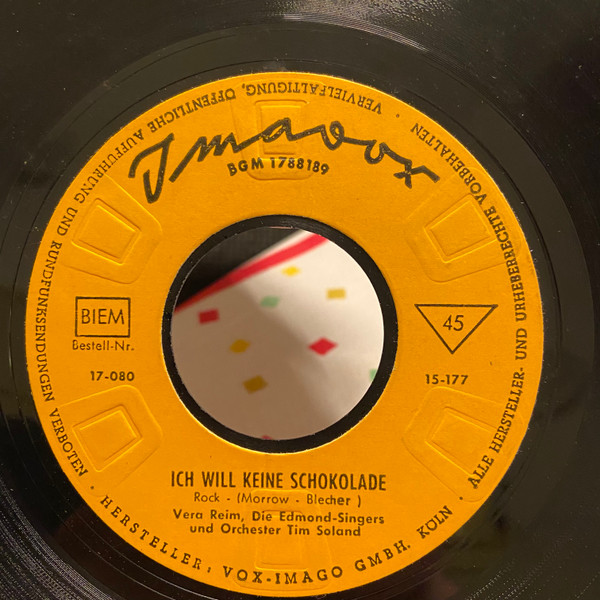 Imavox
BGM 1788189
BIEM
Bestell-Nr.
17-080
45
15-177
ICH WILL KEINE SCHOKOLADE
Rock - (Morrow - Blecher )
Vera Reim, Die Edmond-Singers
und Orchester Tim Soland
HERSTELLER: VOX-IMAGO GMBH. KÖLN · ALLE HERSTELLER- UND URHEBERRECHTE VORBEHALTEN · VERVIELFÄLTIGUNG, ÖFFENTLICHE AUFFÜHRUNG UND RUNDFUNKSENDUNGEN VERBOTEN ·